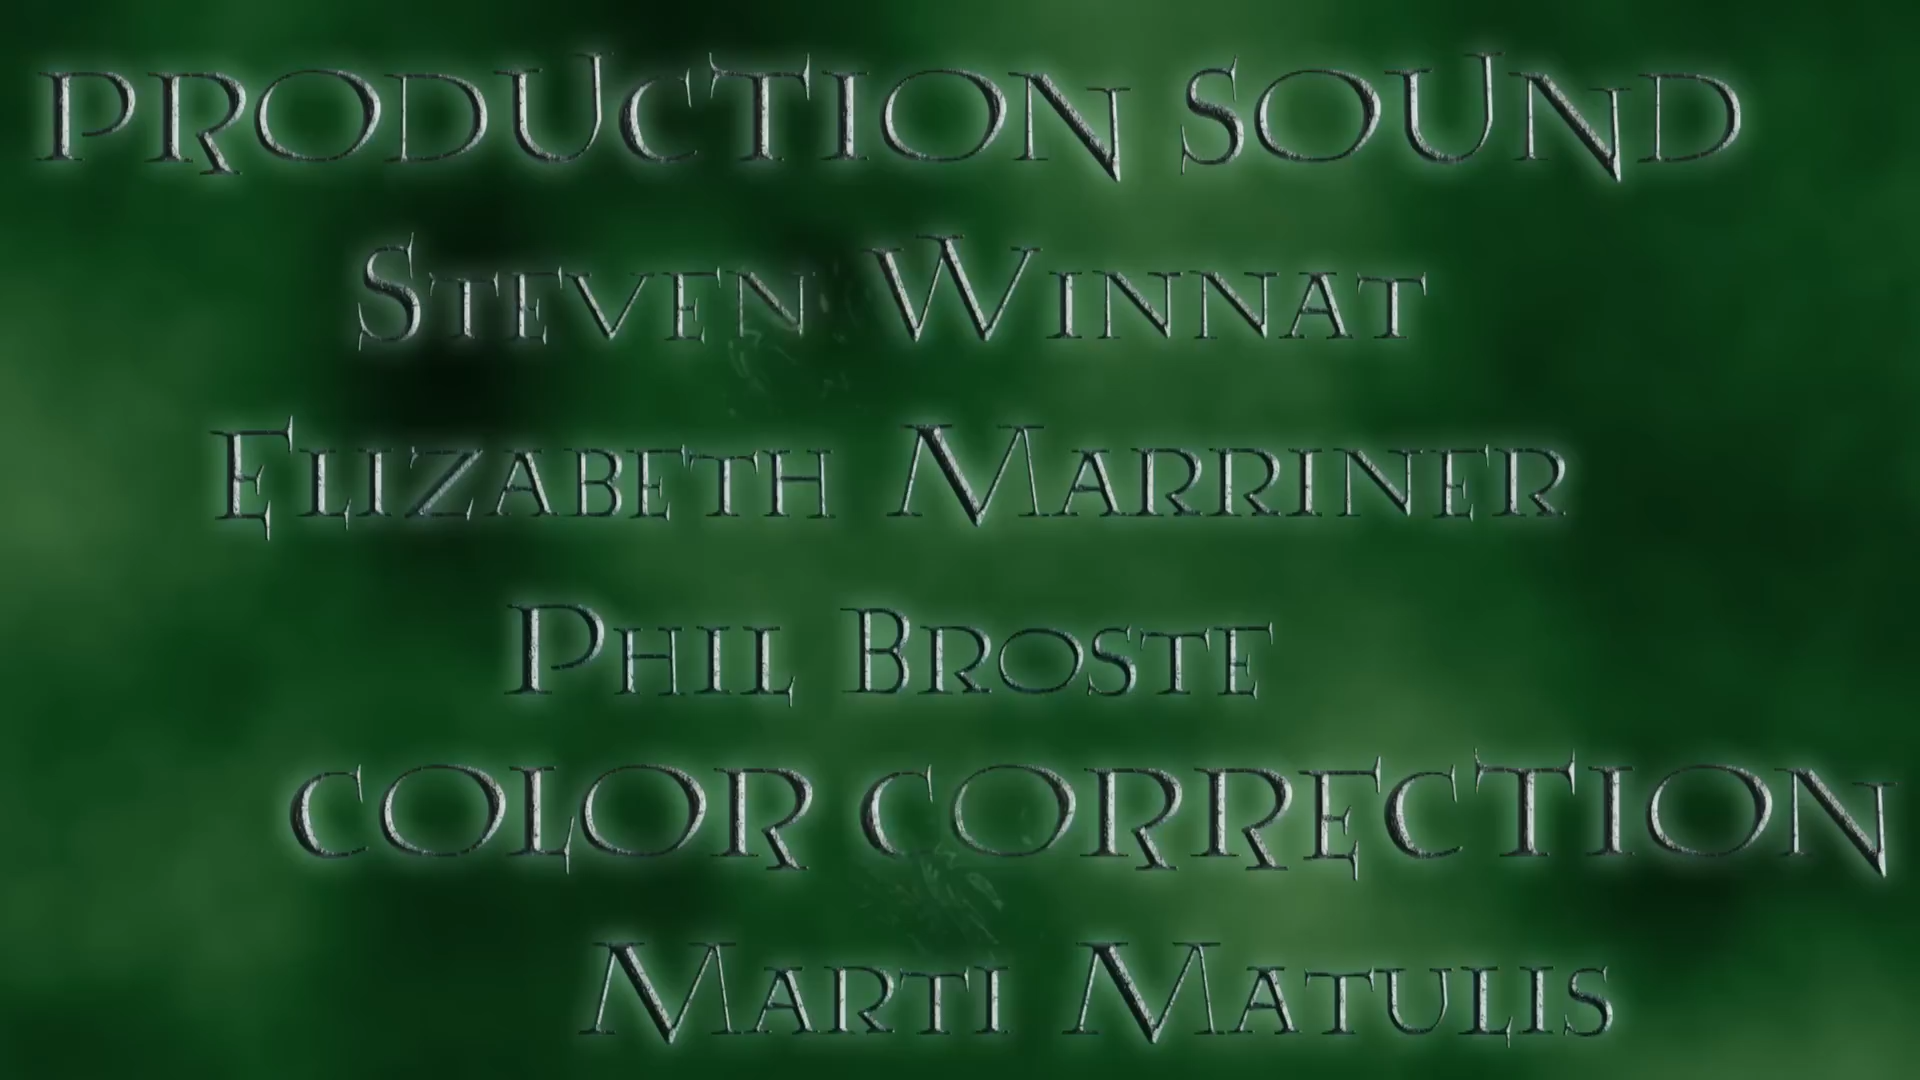 PRODUCTION SOUND
STEVEN WINNAT
ELIZABETH MARRINER
PHIL BROSTE
COLOR CORRECTION
MARTI MATULIS